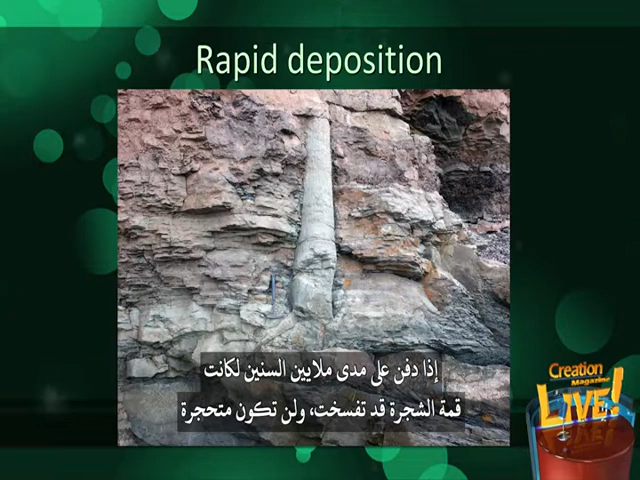 Rapid deposition
إذا دفن على مدى ملايين السنين لكانت
قمة الشجرة قد تفسخت، ولن تكون متحجرة
Creation
Magazine
LIVE!